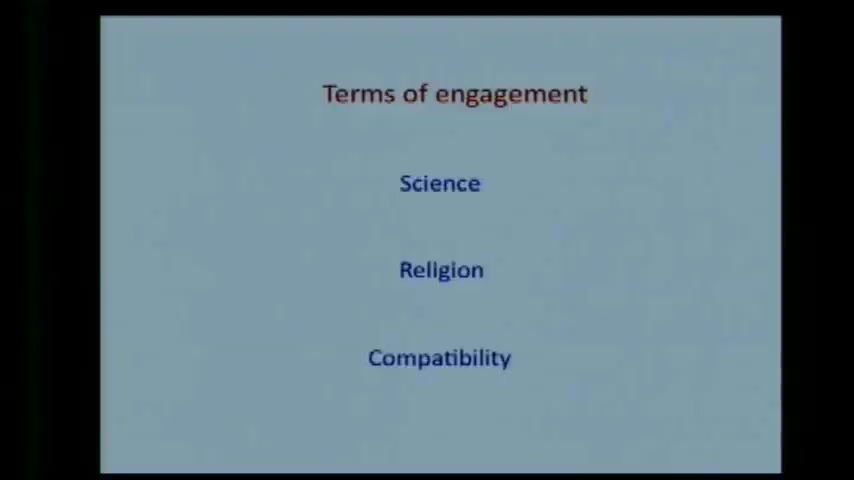 Terms of engagement
Science
Religion
Compatibility